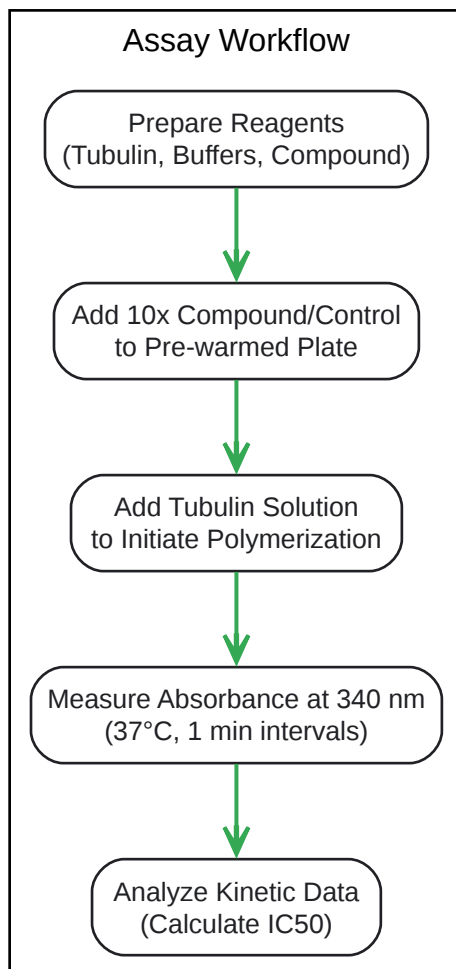 Assay Workflow
Prepare Reagents
(Tubulin, Buffers, Compound)
Add 10x Compound/Control
to Pre-warmed Plate
Add Tubulin Solution
to Initiate Polymerization
Measure Absorbance at 340 nm
(37°C, 1 min intervals)
Analyze Kinetic Data
(Calculate IC50)